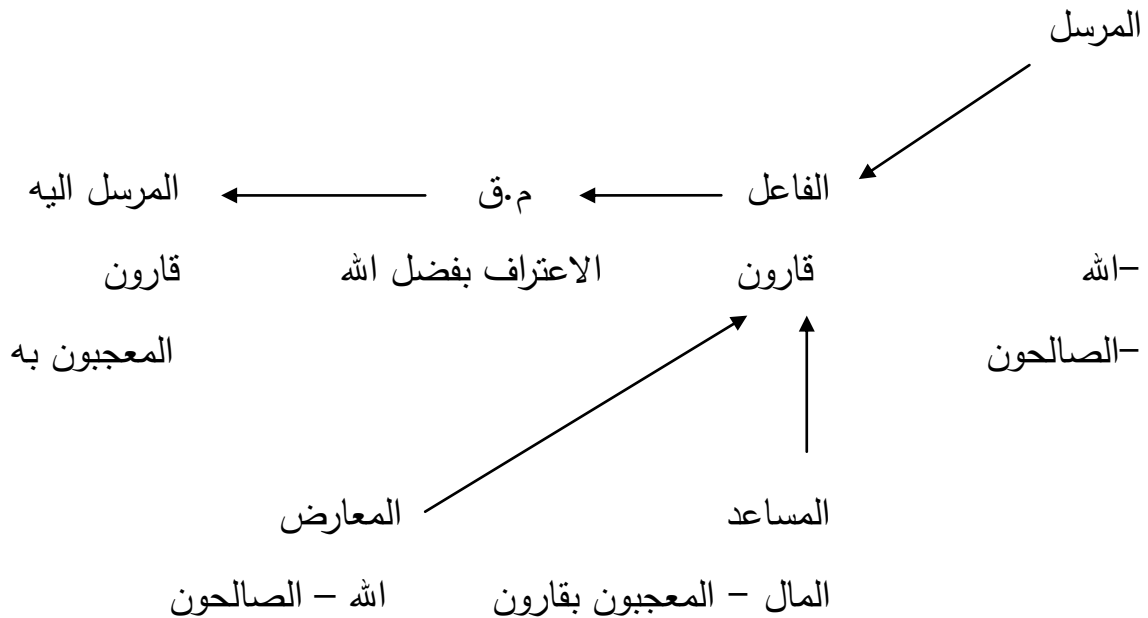 المرسل
الفاعل م.ق المرسل اليه
-الله قارون الاعتراف بفضل الله قارون
-الصالحون المعجبون به
المساعد المعارض
المال - المعجبون بقارون الله - الصالحون